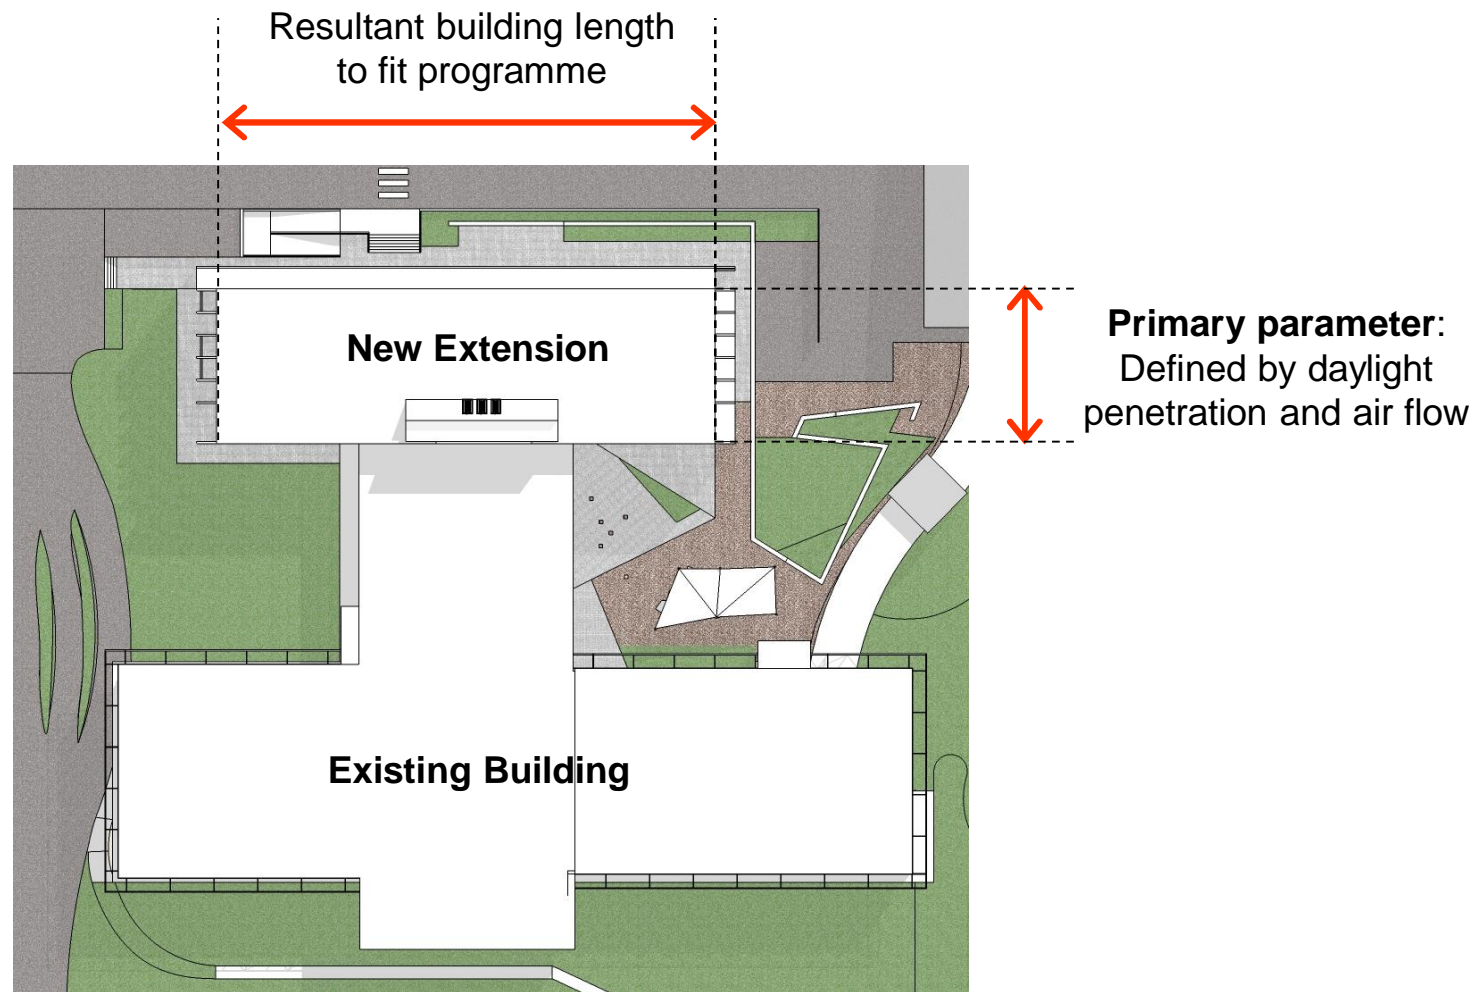 Resultant building length
to fit programme
New Extension
Primary parameter:
Defined by daylight
penetration and air flow
Existing Building